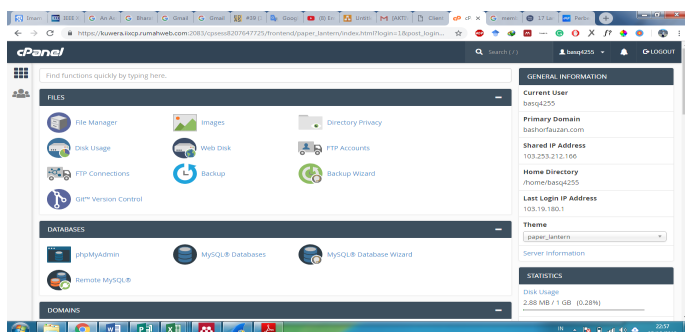 https://kuwera.iixcp.rumahweb.com:2083/cpsess8207647725/frontend/paper_lantern/index.html?login=1&post_login...
cPanel
Search ( / )
basq4255
LOGOUT
Find functions quickly by typing here.
FILES
File Manager
Images
Directory Privacy
Disk Usage
Web Disk
FTP Accounts
FTP Connections
Backup
Backup Wizard
Git™ Version Control
DATABASES
phpMyAdmin
MySQL® Databases
MySQL® Database Wizard
Remote MySQL®
DOMAINS
GENERAL INFORMATION
Current User
basq4255
Primary Domain
bashorfauzan.com
Shared IP Address
103.253.212.166
Home Directory
/home/basq4255
Last Login IP Address
103.19.180.1
Theme
paper_lantern
Server Information
STATISTICS
Disk Usage
2.88 MB / 1 GB (0.28%)
IN
22:57